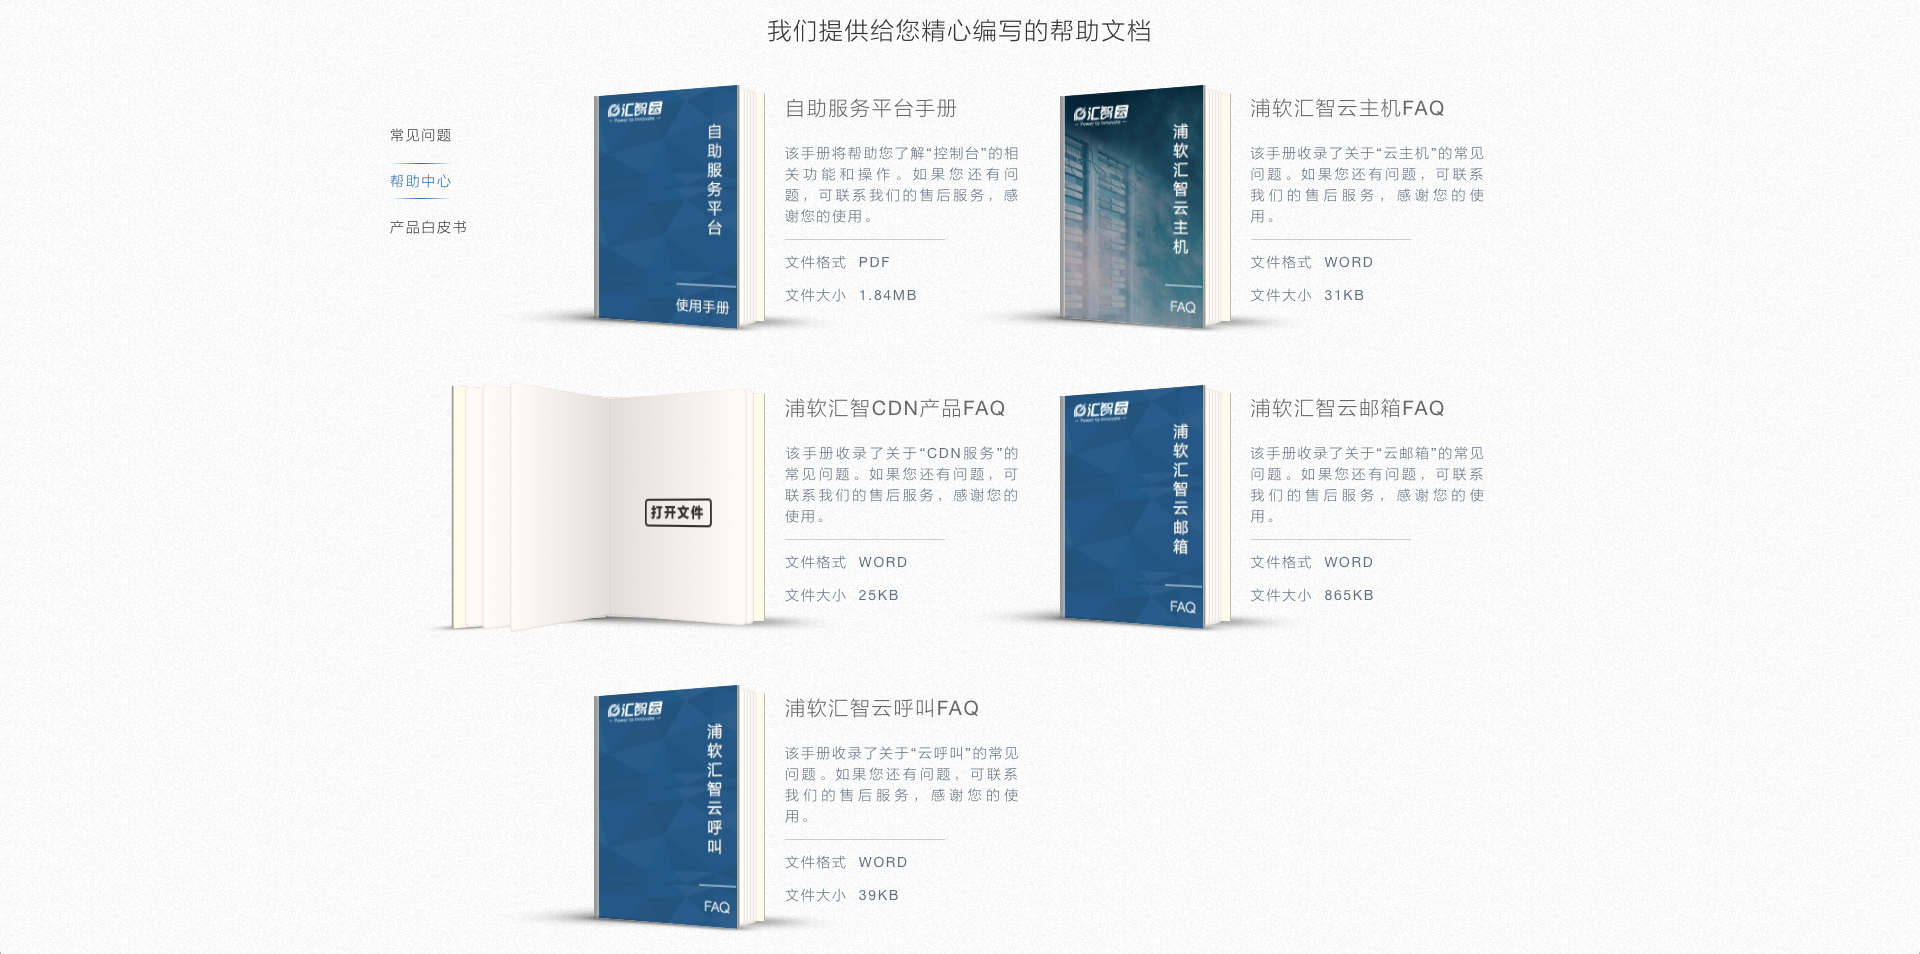 我们提供给您精心编写的帮助文档
常见问题
帮助中心
产品白皮书
汇智云
Power to Innovate
自助服务平台
使用手册
自助服务平台手册
该手册将帮助您了解“控制台”的相
关功能和操作。如果您还有问
题，可联系我们的售后服务，感
谢您的使用。
文件格式 PDF
文件大小 1.84MB
汇智云
Power to Innovate
浦软汇智云主机
FAQ
浦软汇智云主机FAQ
该手册收录了关于“云主机”的常见
问题。如果您还有问题，可联系
我们的售后服务，感谢您的使
用。
文件格式 WORD
文件大小 31KB
打开文件
浦软汇智CDN产品FAQ
该手册收录了关于“CDN服务”的
常见问题。如果您还有问题，可
联系我们的售后服务，感谢您的
使用。
文件格式 WORD
文件大小 25KB
汇智云
Power to Innovate
浦软汇智云邮箱
FAQ
浦软汇智云邮箱FAQ
该手册收录了关于“云邮箱”的常见
问题。如果您还有问题，可联系
我们的售后服务，感谢您的使
用。
文件格式 WORD
文件大小 865KB
汇智云
Power to Innovate
浦软汇智云呼叫
FAQ
浦软汇智云呼叫FAQ
该手册收录了关于“云呼叫”的常见
问题。如果您还有问题，可联系
我们的售后服务，感谢您的使
用。
文件格式 WORD
文件大小 39KB